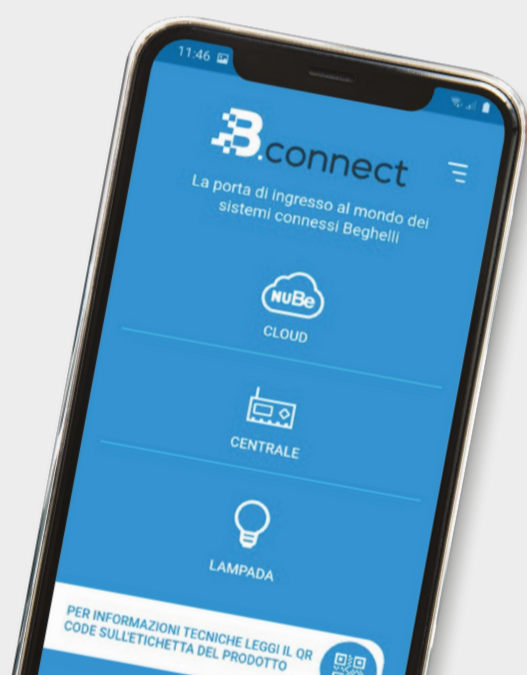 11:46
B.connect
La porta di ingresso al mondo dei
sistemi connessi Beghelli
NUBe
CLOUD
CENTRALE
LAMPADA
PER INFORMAZIONI TECNICHE LEGGI IL QR
CODE SULL'ETICHETTA DEL PRODOTTO